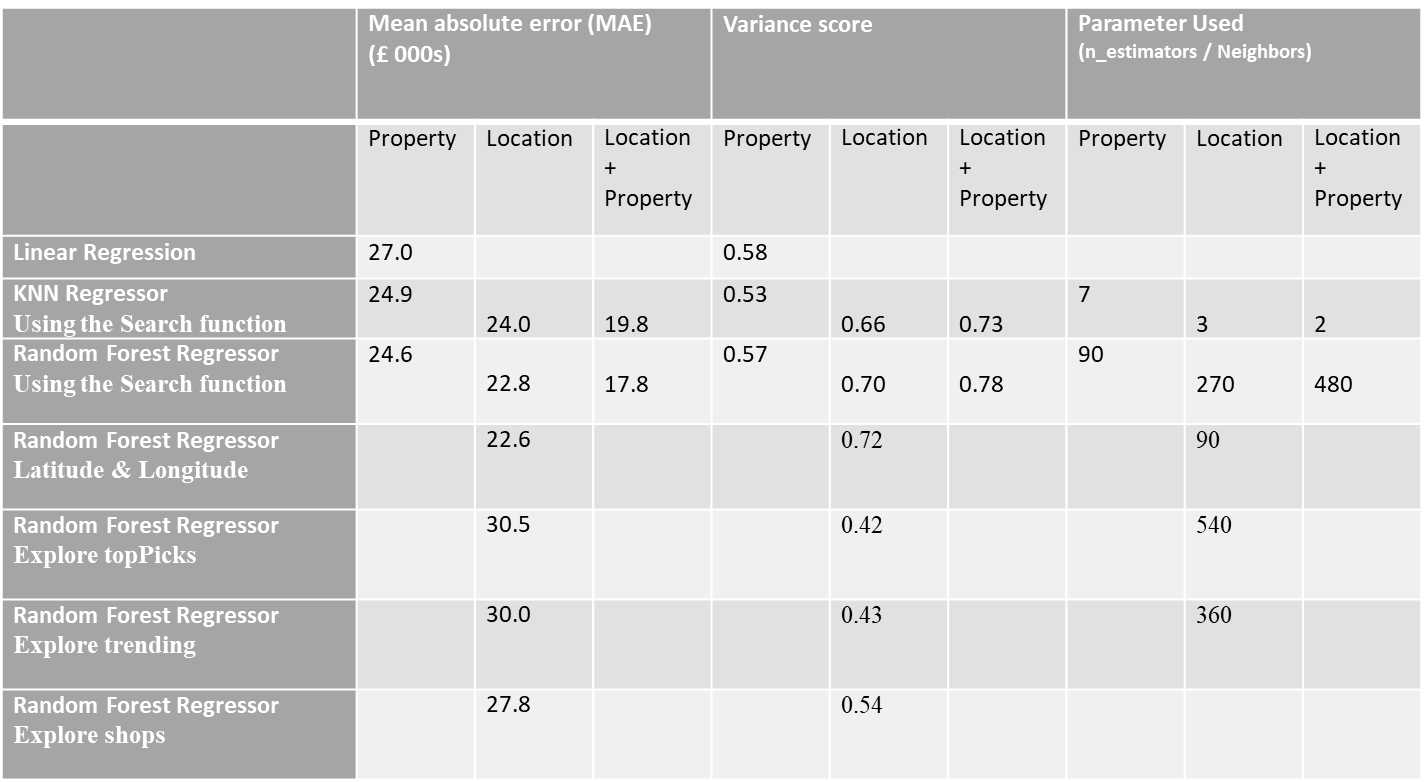 Mean absolute error (MAE) Variance score Parameter Used
(£ 000s) (n_estimators / Neighbors)
Property Location Location Property Location Location Property Location Location
+ + +
Property Property Property
Linear Regression 27.0 0.58
KNN Regressor 24.9 0.53 7
Using the Search function 24.0 19.8 0.66 0.73 3 2
Random Forest Regressor 24.6 0.57 90
Using the Search function 22.8 17.8 0.70 0.78 270 480
Random Forest Regressor 22.6 0.72 90
Latitude & Longitude
Random Forest Regressor 30.5 0.42 540
Explore topPicks
Random Forest Regressor 30.0 0.43 360
Explore trending
Random Forest Regressor 27.8 0.54
Explore shops